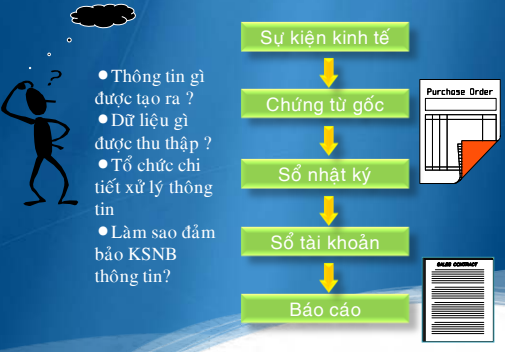 ?
● Thông tin gì
được tạo ra ?
● Dữ liệu gì
được thu thập ?
● Tổ chức chi
tiết xử lý thông
tin
● Làm sao đảm
bảo KSNB
thông tin?
Sự kiện kinh tế
Chứng từ gốc
Sổ nhật ký
Sổ tài khoản
Báo cáo
Purchase Order
SALES CONTRACT